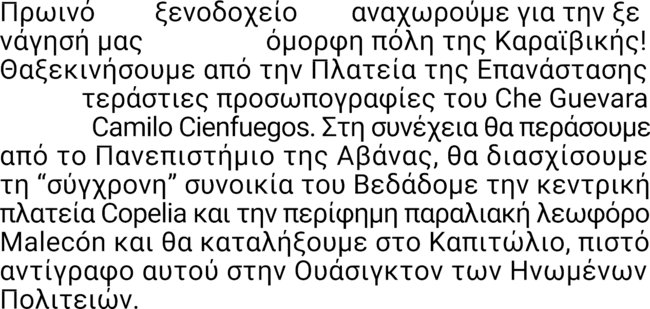 Πρωινό ξενοδοχείο αναχωρούμε για την ξε
νάγησή μας όμορφη πόλη της Καραϊβικής!
Θαξεκινήσουμε από την Πλατεία της Επανάστασης
τεράστιες προσωπογραφίες του Che Guevara
Camilo Cienfuegos. Στη συνέχεια θα περάσουμε
από το Πανεπιστήμιο της Αβάνας, θα διασχίσουμε
τη “σύγχρονη” συνοικία του Βεδάδομε την κεντρική
πλατεία Copelia και την περίφημη παραλιακή λεωφόρο
Malecón και θα καταλήξουμε στο Καπιτώλιο, πιστό
αντίγραφο αυτού στην Ουάσιγκτον των Ηνωμένων
Πολιτειών.